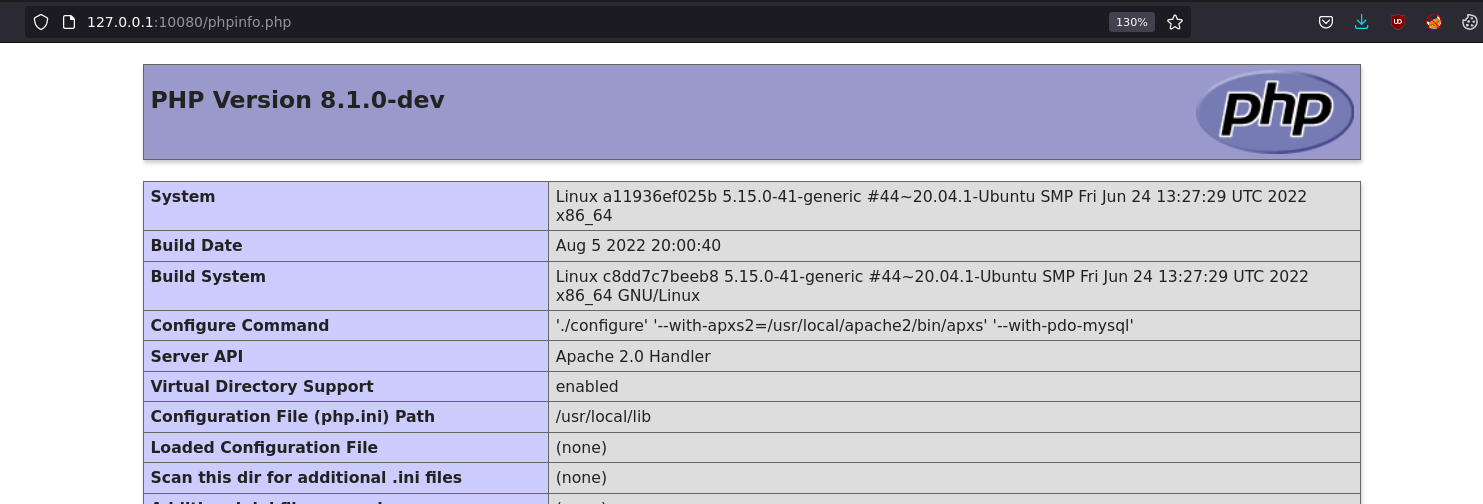 127.0.0.1:10080/phpinfo.php
130%
PHP Version 8.1.0-dev
php
System
Linux a11936ef025b 5.15.0-41-generic #44~20.04.1-Ubuntu SMP Fri Jun 24 13:27:29 UTC 2022
x86_64
Build Date
Aug 5 2022 20:00:40
Build System
Linux c8dd7c7beeb8 5.15.0-41-generic #44~20.04.1-Ubuntu SMP Fri Jun 24 13:27:29 UTC 2022
x86_64 GNU/Linux
Configure Command
'./configure' '--with-apxs2=/usr/local/apache2/bin/apxs' '--with-pdo-mysql'
Server API
Apache 2.0 Handler
Virtual Directory Support
enabled
Configuration File (php.ini) Path
/usr/local/lib
Loaded Configuration File
(none)
Scan this dir for additional .ini files
(none)